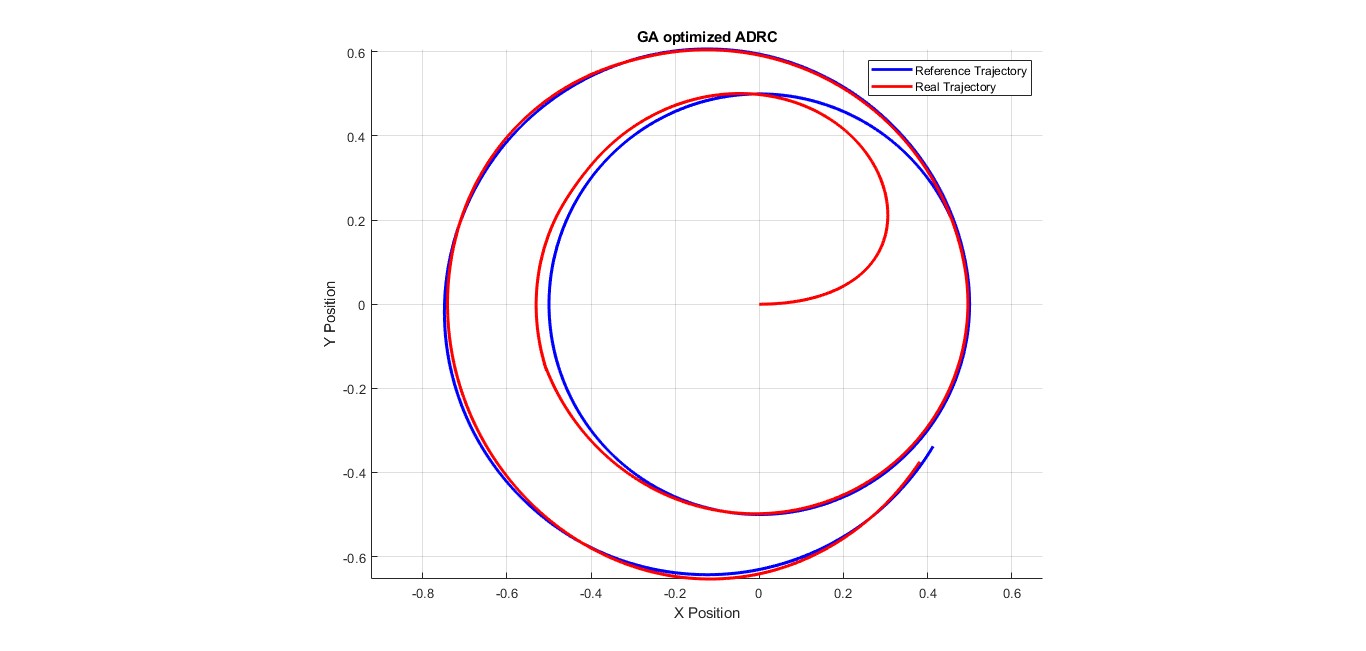 GA optimized ADRC
Reference Trajectory
Real Trajectory
0.6
0.4
0.2
0
-0.2
-0.4
-0.6
Y Position
-0.8 -0.6 -0.4 -0.2 0 0.2 0.4 0.6
X Position